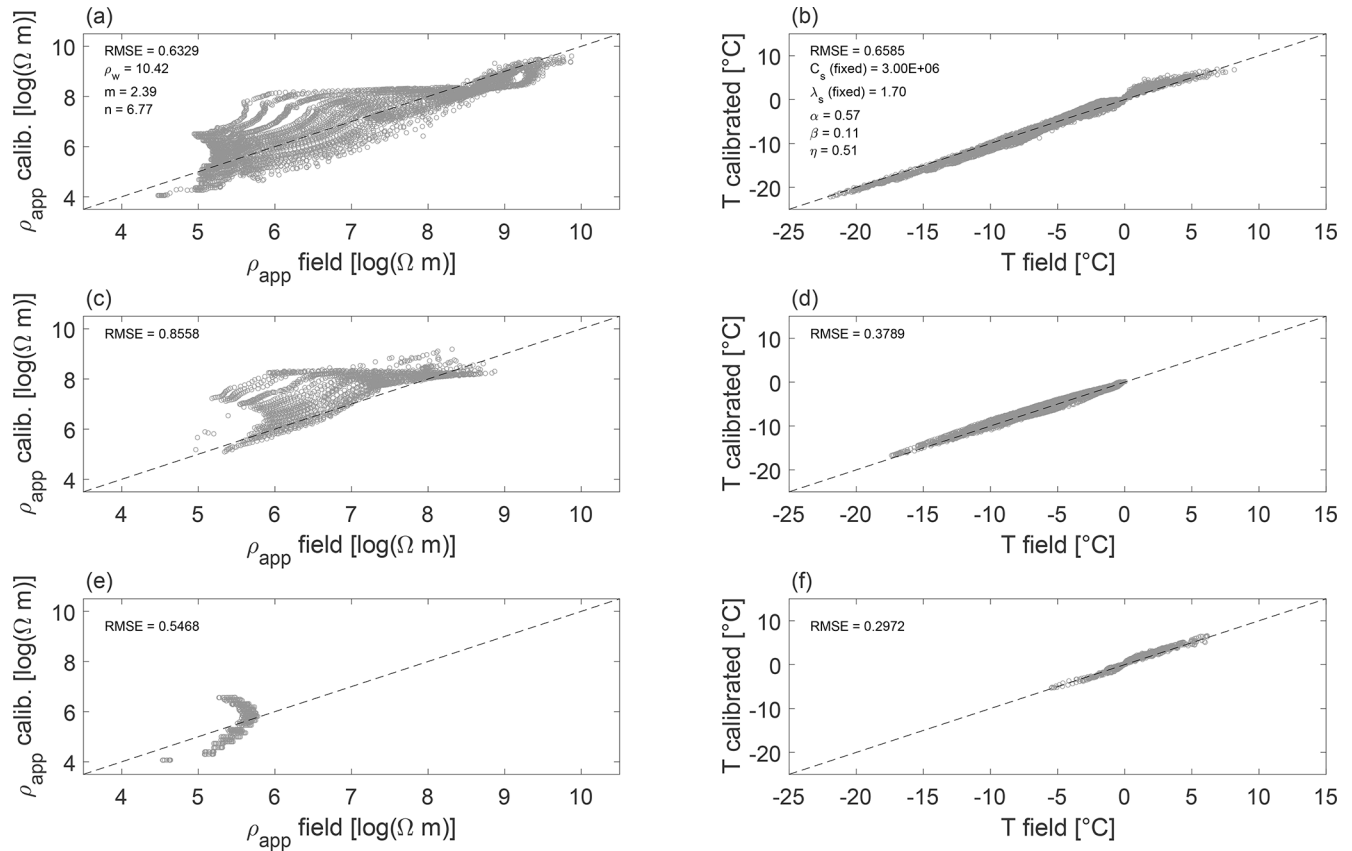 (a)
10
8
6
4
ρapp calib. [log(Ω m)]
RMSE = 0.6329
ρw = 10.42
m = 2.39
n = 6.77
4 5 6 7 8 9 10
ρapp field [log(Ω m)]
(b)
10
0
-10
-20
T calibrated [°C]
RMSE = 0.6585
Cs (fixed) = 3.00E+06
λs (fixed) = 1.70
α = 0.57
β = 0.11
η = 0.51
-25 -20 -15 -10 -5 0 5 10 15
T field [°C]
(c)
10
8
6
4
ρapp calib. [log(Ω m)]
RMSE = 0.8558
4 5 6 7 8 9 10
ρapp field [log(Ω m)]
(d)
10
0
-10
-20
T calibrated [°C]
RMSE = 0.3789
-25 -20 -15 -10 -5 0 5 10 15
T field [°C]
(e)
10
8
6
4
ρapp calib. [log(Ω m)]
RMSE = 0.5468
4 5 6 7 8 9 10
ρapp field [log(Ω m)]
(f)
10
0
-10
-20
T calibrated [°C]
RMSE = 0.2972
-25 -20 -15 -10 -5 0 5 10 15
T field [°C]